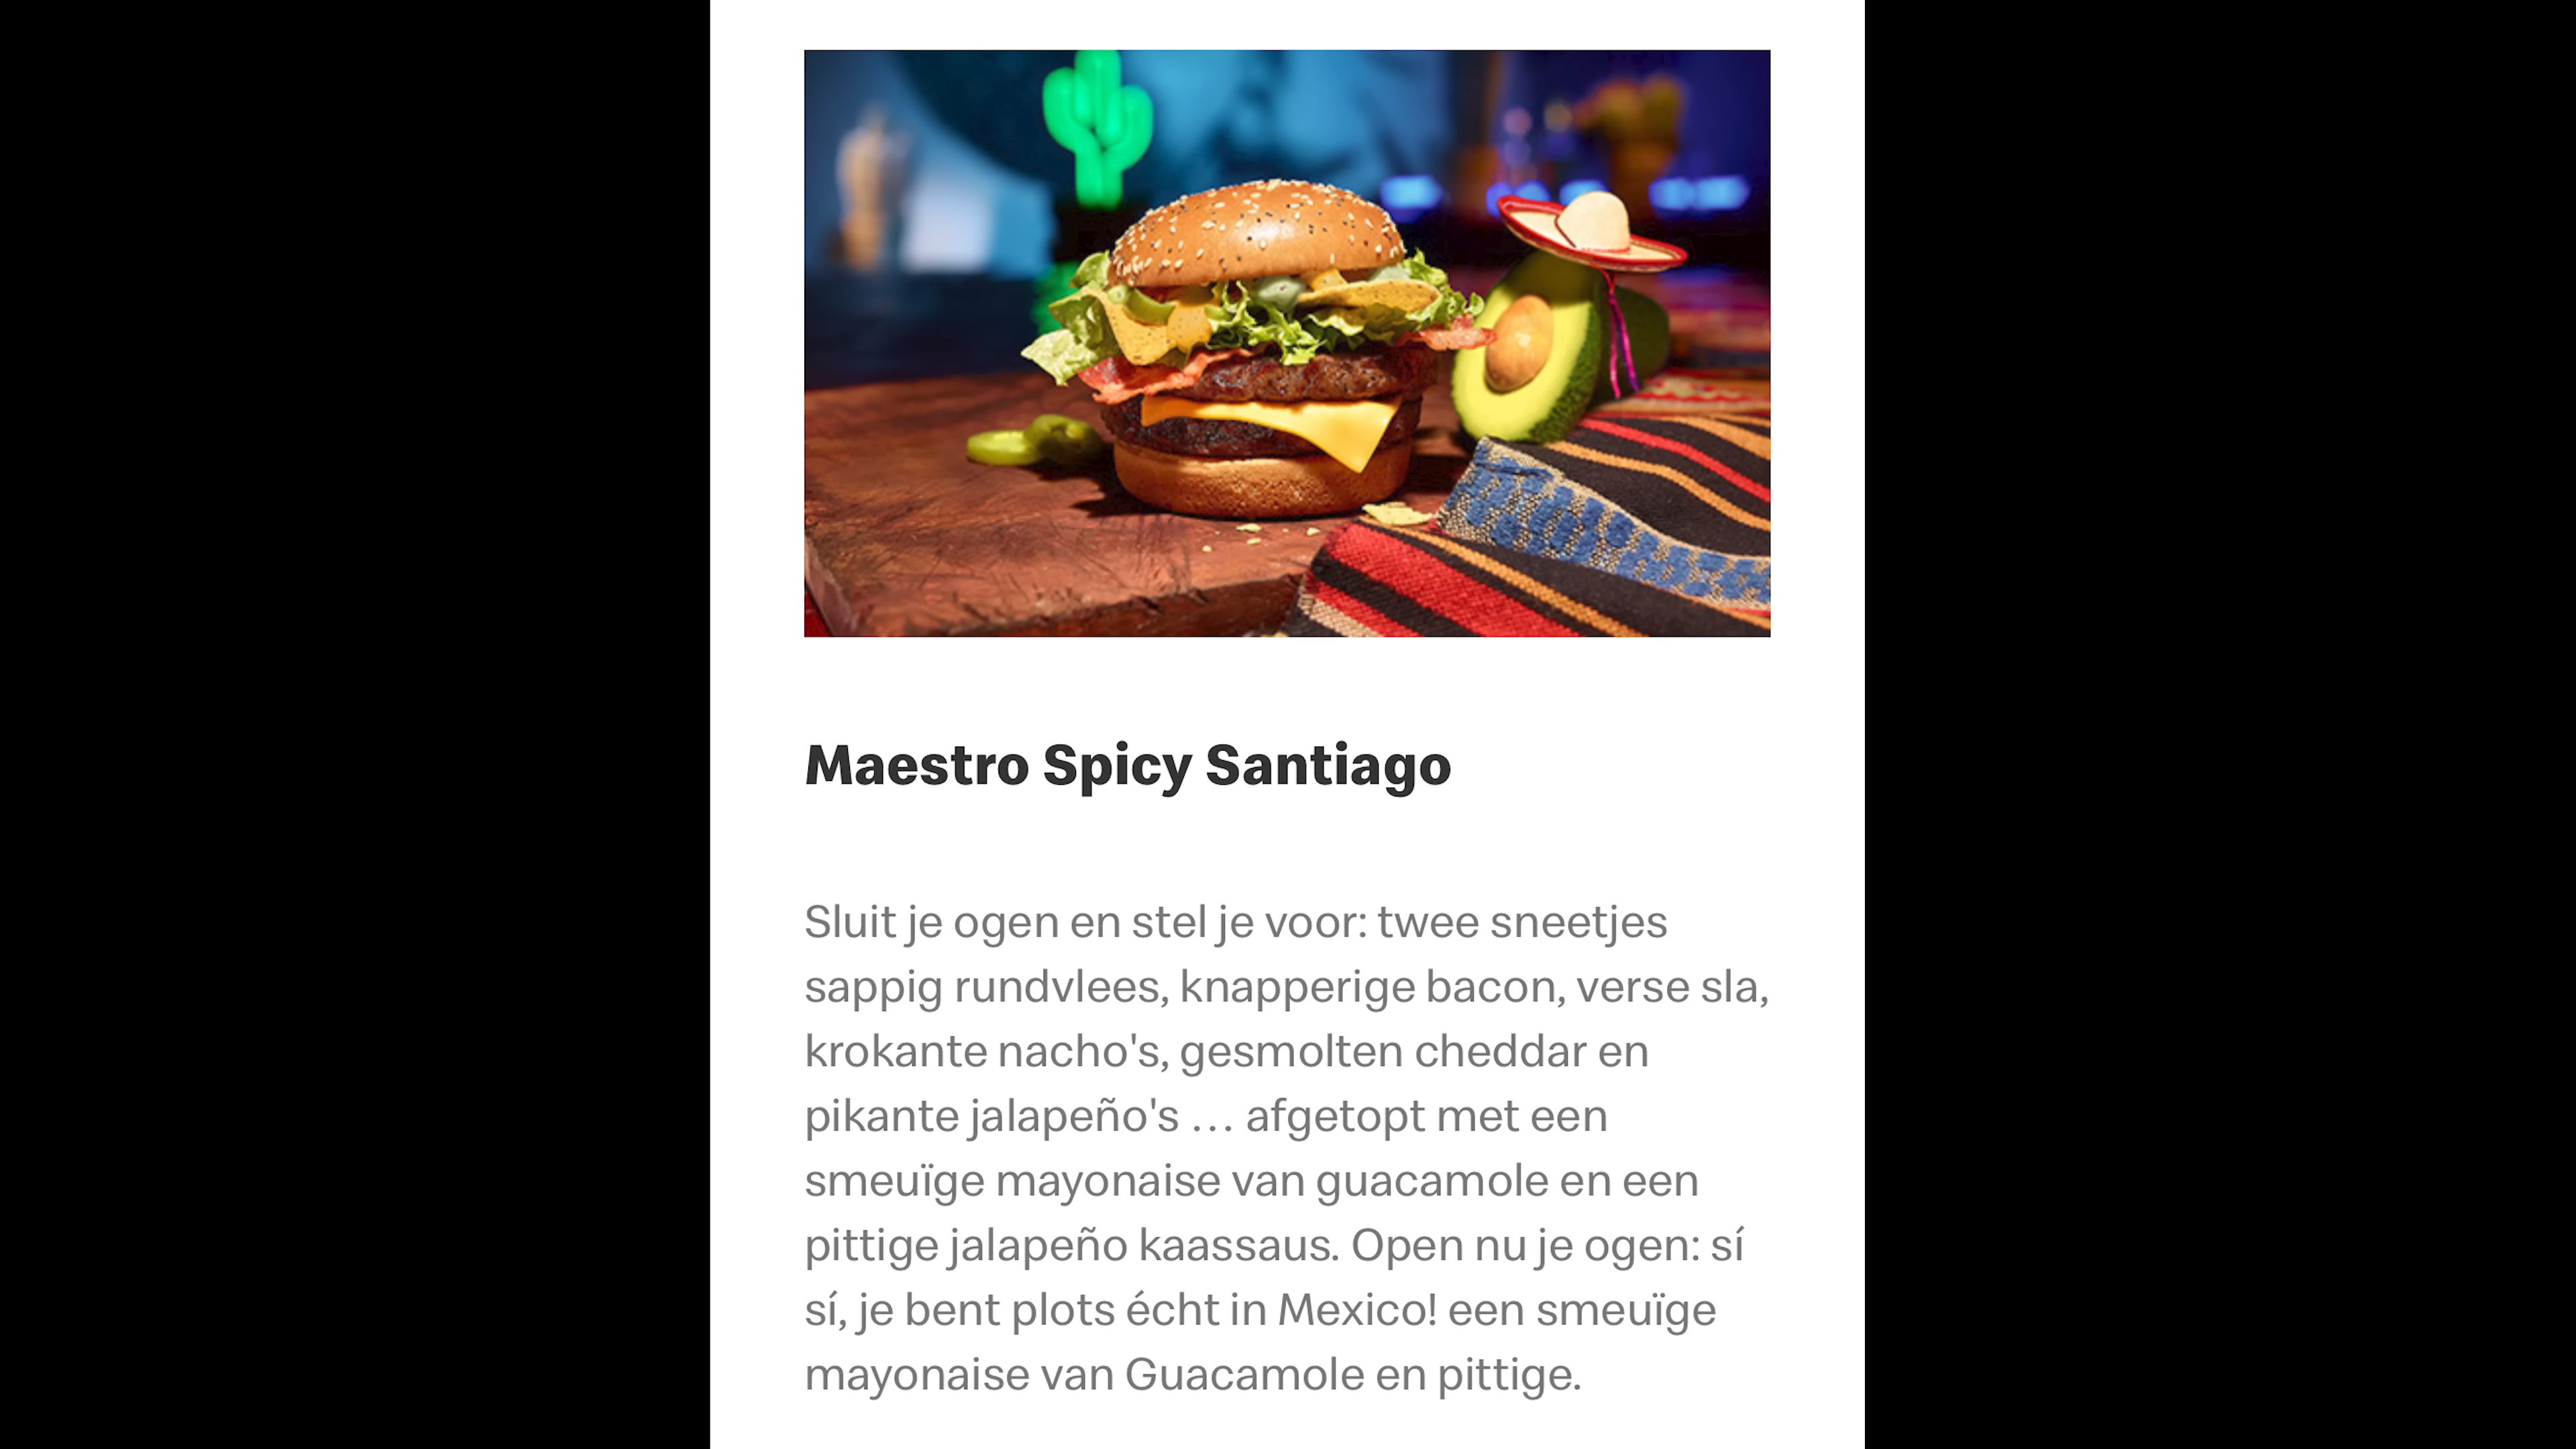 Maestro Spicy Santiago
Sluit je ogen en stel je voor: twee sneetjes
sappig rundvlees, knapperige bacon, verse sla,
krokante nacho's, gesmolten cheddar en
pikante jalapeño's … afgetopt met een
smeuïge mayonaise van guacamole en een
pittige jalapeño kaassaus. Open nu je ogen: sí
sí, je bent plots écht in Mexico! een smeuïge
mayonaise van Guacamole en pittige.